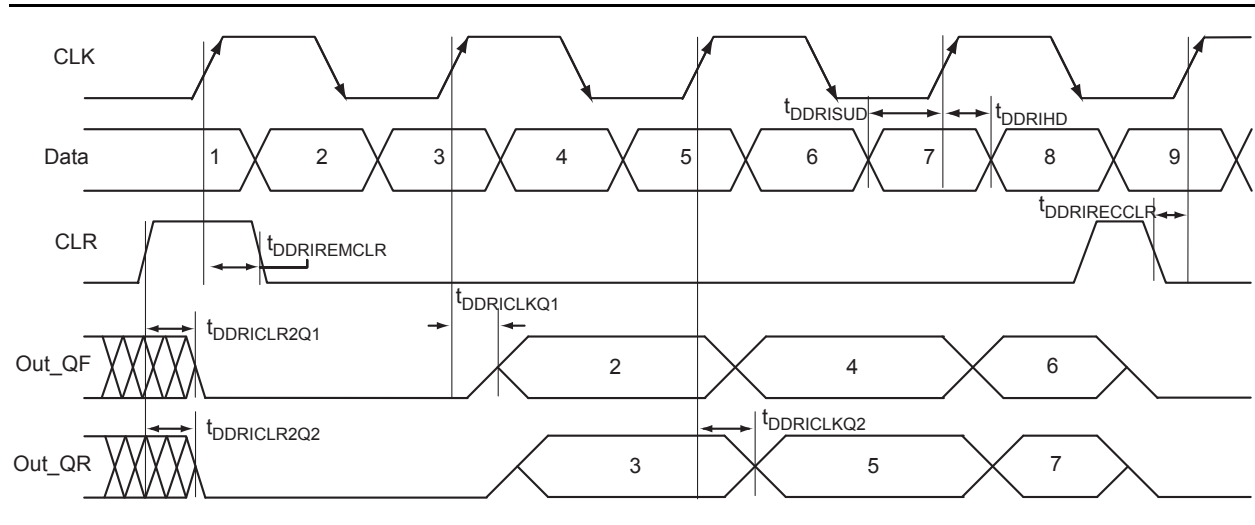 CLK
tDDRISUD
tDDRIHD
Data
1 2 3 4 5 6 7 8 9
tDDRIRECCLR
CLR
tDDRIREMCLR
tDDRICLKQ1
tDDRICLR2Q1
Out_QF
2 4 6
tDDRICLKQ2
tDDRICLR2Q2
Out_QR
3 5 7